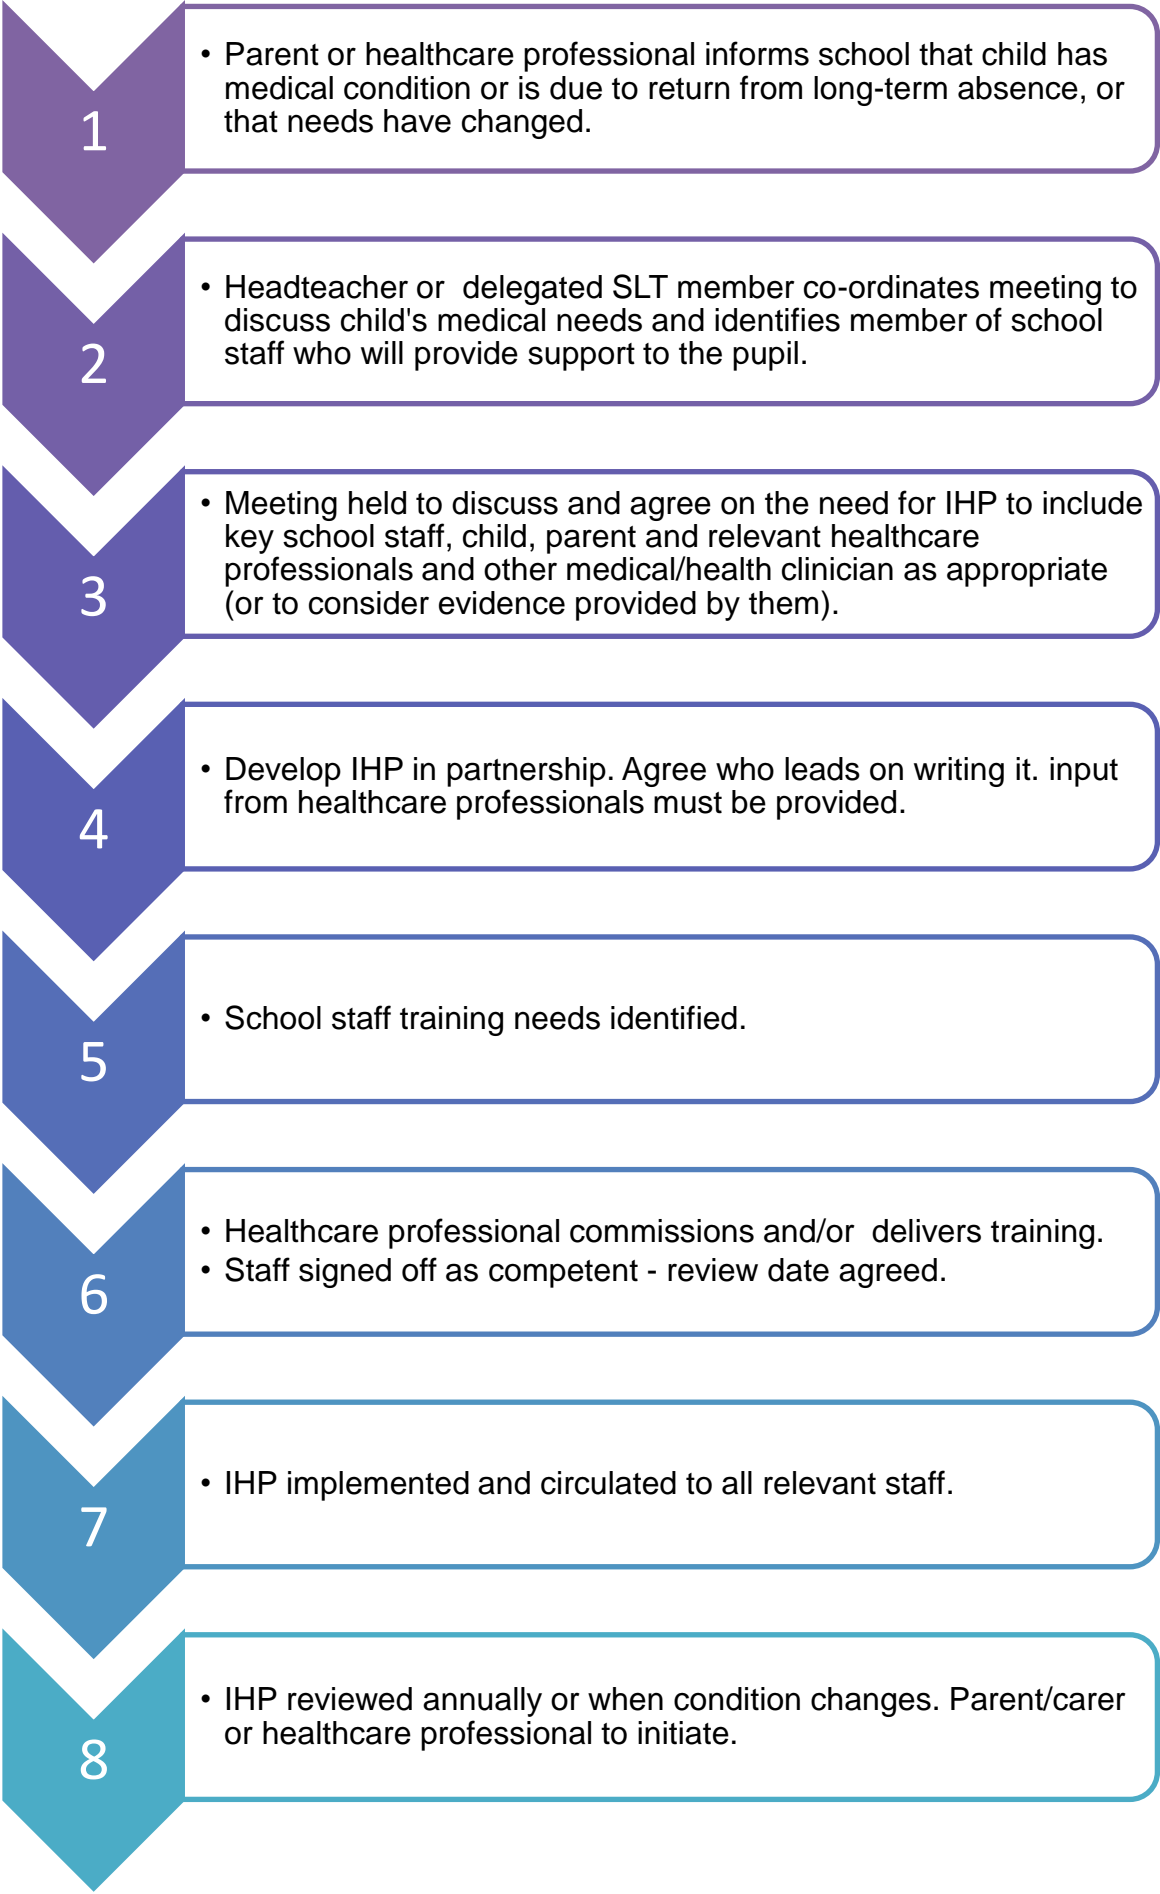 1
• Parent or healthcare professional informs school that child has
medical condition or is due to return from long-term absence, or
that needs have changed.
2
• Headteacher or  delegated SLT member co-ordinates meeting to
discuss child's medical needs and identifies member of school
staff who will provide support to the pupil.
3
• Meeting held to discuss and agree on the need for IHP to include
key school staff, child, parent and relevant healthcare
professionals and other medical/health clinician as appropriate
(or to consider evidence provided by them).
4
• Develop IHP in partnership. Agree who leads on writing it. input
from healthcare professionals must be provided.
5
• School staff training needs identified.
6
• Healthcare professional commissions and/or  delivers training.
• Staff signed off as competent - review date agreed.
7
• IHP implemented and circulated to all relevant staff.
8
• IHP reviewed annually or when condition changes. Parent/carer
or healthcare professional to initiate.